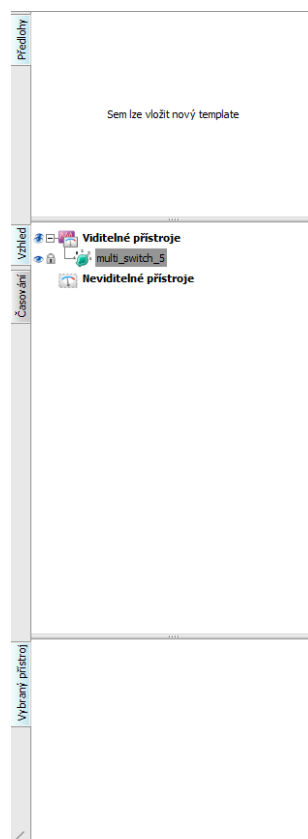 Předlohy
Sem lze vložit nový template
Vzhled
Viditelné přístroje
multi_switch_5
Neviditelné přístroje
Časování
Vybraný přístroj